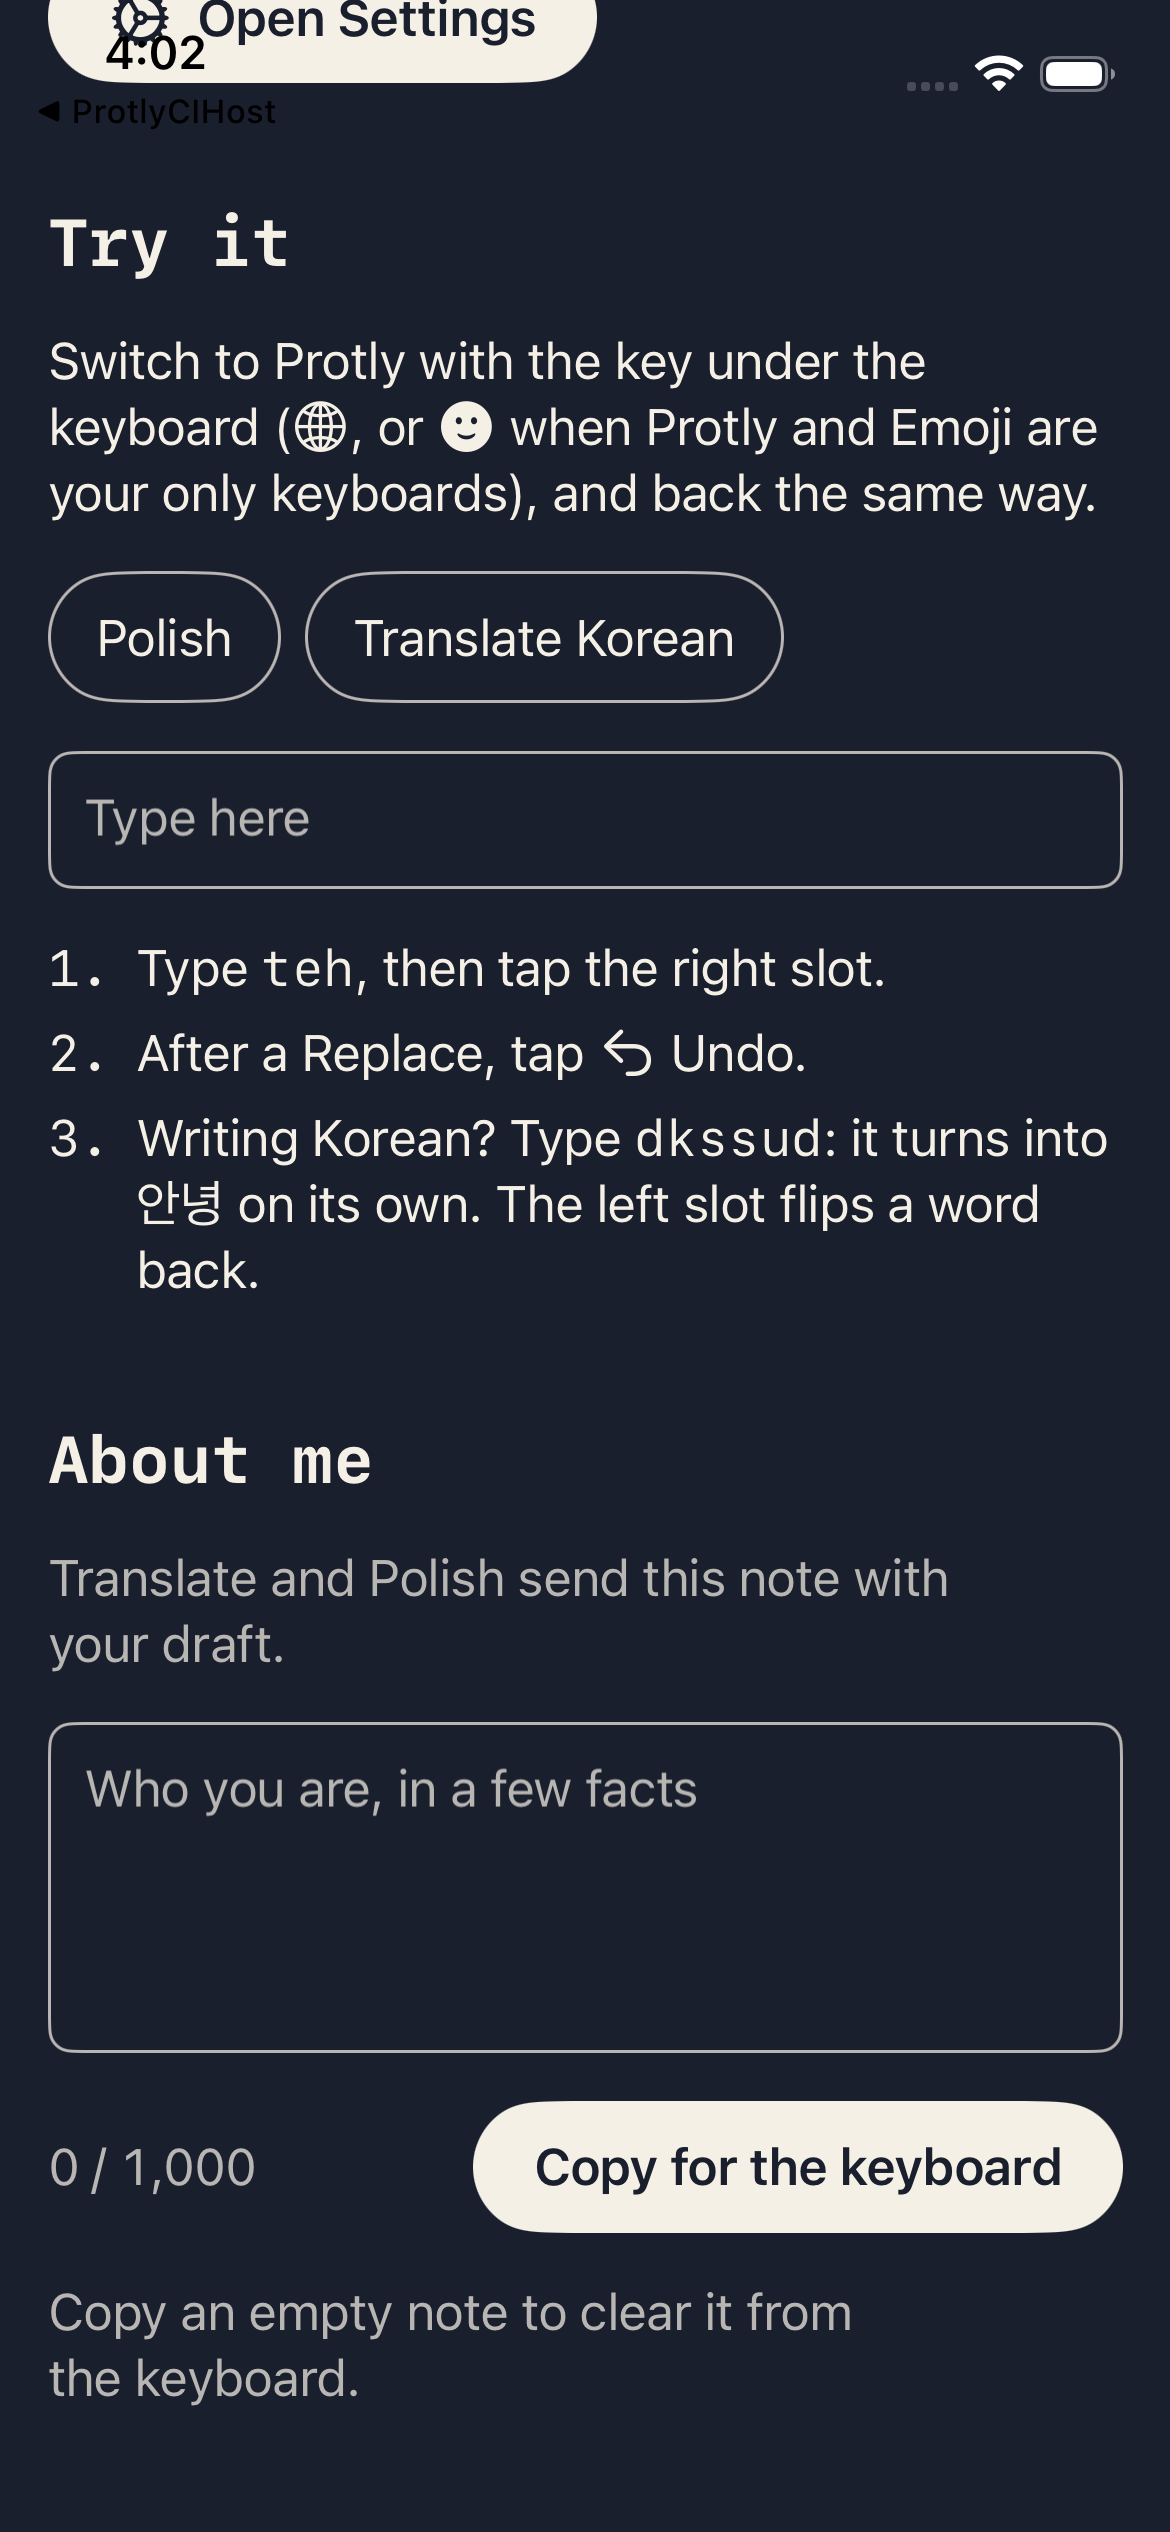 Open Settings
4:02
◀ ProtlyCIHost
Try it
Switch to Protly with the key under the
keyboard (🌐, or ☻ when Protly and Emoji are
your only keyboards), and back the same way.
Polish
Translate Korean
Type here
1. Type teh, then tap the right slot.
2. After a Replace, tap ↩ Undo.
3. Writing Korean? Type dkssud: it turns into
안녕 on its own. The left slot flips a word
back.
About me
Translate and Polish send this note with
your draft.
Who you are, in a few facts
0 / 1,000
Copy for the keyboard
Copy an empty note to clear it from
the keyboard.